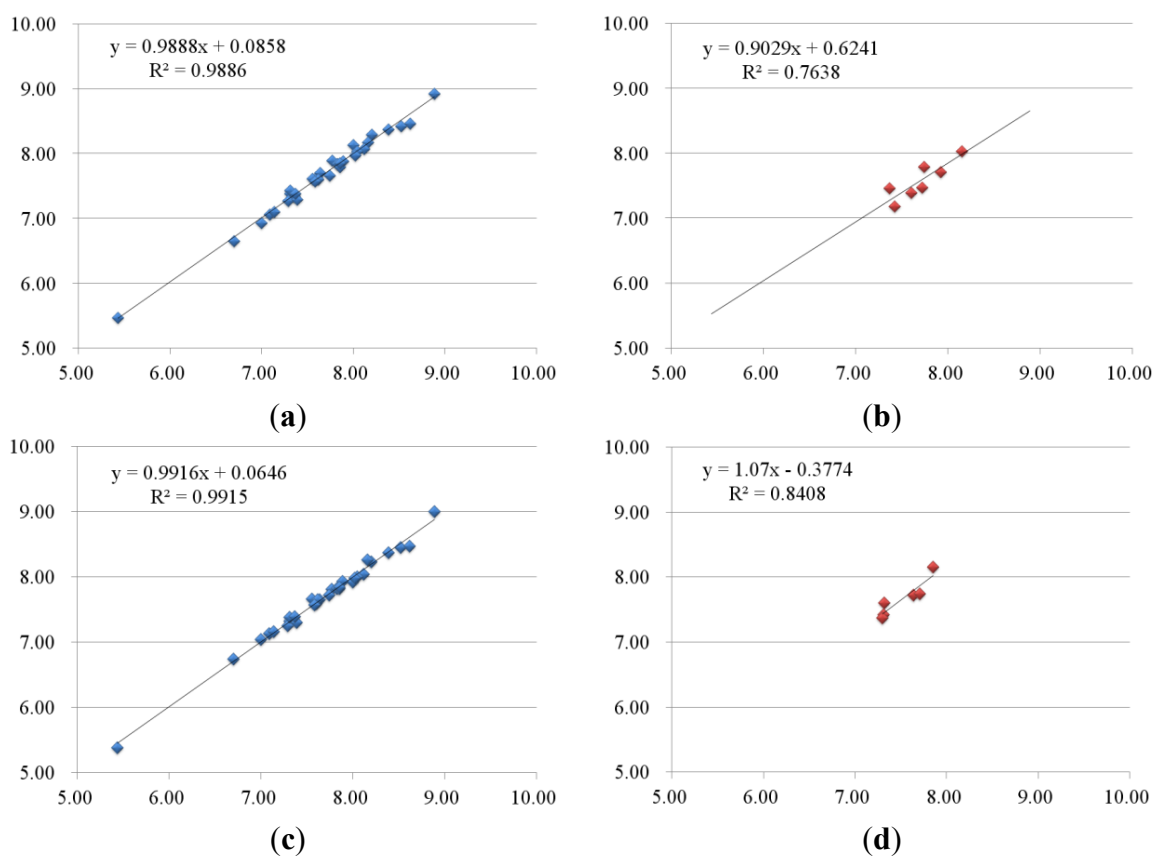 y = 0.9888x + 0.0858
R² = 0.9886
10.00
9.00
8.00
7.00
6.00
5.00
5.00 6.00 7.00 8.00 9.00 10.00
(a)
y = 0.9029x + 0.6241
R² = 0.7638
10.00
9.00
8.00
7.00
6.00
5.00
5.00 6.00 7.00 8.00 9.00 10.00
(b)
y = 0.9916x + 0.0646
R² = 0.9915
10.00
9.00
8.00
7.00
6.00
5.00
5.00 6.00 7.00 8.00 9.00 10.00
(c)
y = 1.07x - 0.3774
R² = 0.8408
10.00
9.00
8.00
7.00
6.00
5.00
5.00 6.00 7.00 8.00 9.00 10.00
(d)